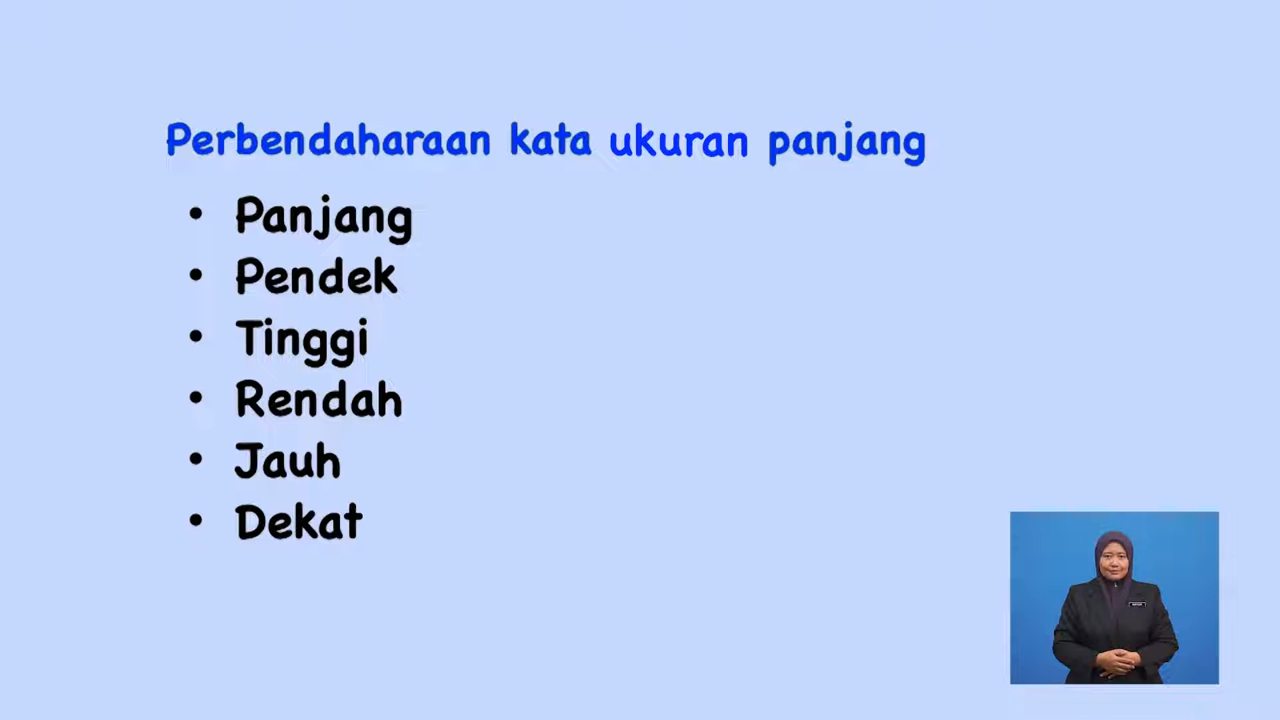 Perbendaharaan kata ukuran panjang
• Panjang
• Pendek
• Tinggi
• Rendah
• Jauh
• Dekat